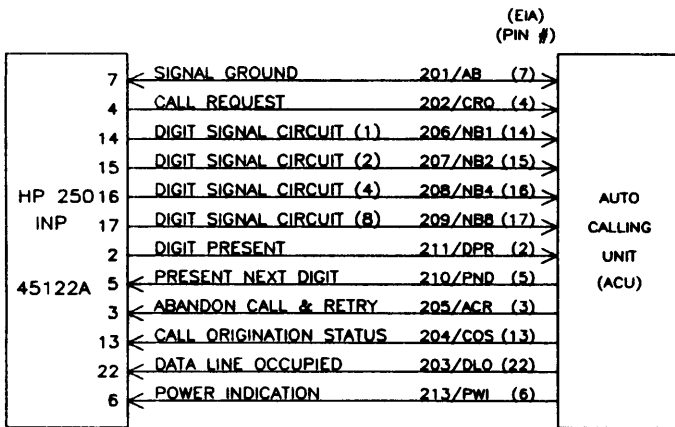 (EIA)
(PIN #)
7 SIGNAL GROUND 201/AB (7)
4 CALL REQUEST 202/CRQ (4)
14 DIGIT SIGNAL CIRCUIT (1) 206/NB1 (14)
15 DIGIT SIGNAL CIRCUIT (2) 207/NB2 (15)
HP 250 16 DIGIT SIGNAL CIRCUIT (4) 208/NB4 (16) AUTO
INP 17 DIGIT SIGNAL CIRCUIT (8) 209/NB8 (17) CALLING
2 DIGIT PRESENT 211/DPR (2) UNIT
45122A 5 PRESENT NEXT DIGIT 210/PND (5) (ACU)
3 ABANDON CALL & RETRY 205/ACR (3)
13 CALL ORIGINATION STATUS 204/COS (13)
22 DATA LINE OCCUPIED 203/DLO (22)
6 POWER INDICATION 213/PWI (6)